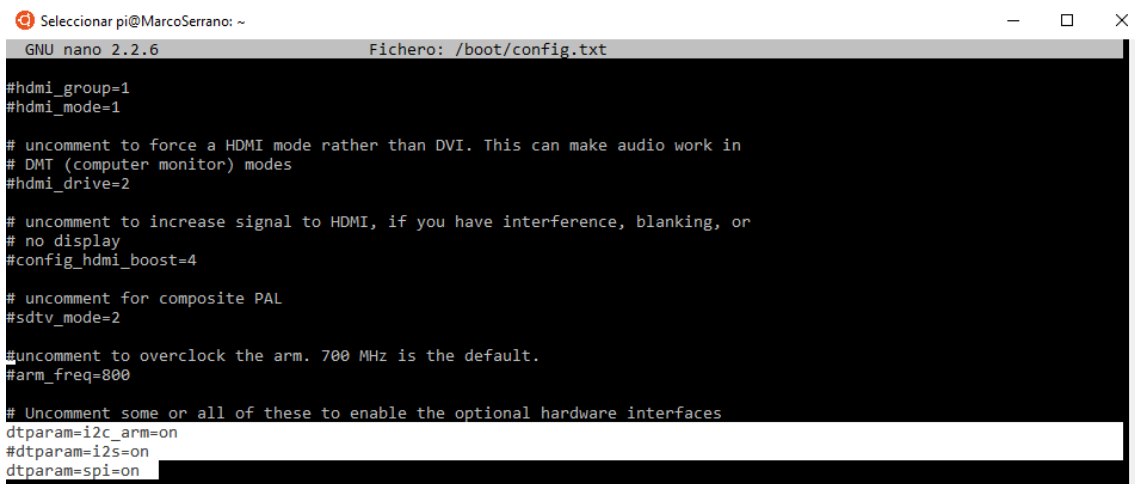 Seleccionar pi@MarcoSerrano: ~
GNU nano 2.2.6 Fichero: /boot/config.txt
#hdmi_group=1
#hdmi_mode=1
# uncomment to force a HDMI mode rather than DVI. This can make audio work in
# DMT (computer monitor) modes
#hdmi_drive=2
# uncomment to increase signal to HDMI, if you have interference, blanking, or
# no display
#config_hdmi_boost=4
# uncomment for composite PAL
#sdtv_mode=2
#uncomment to overclock the arm. 700 MHz is the default.
#arm_freq=800
# Uncomment some or all of these to enable the optional hardware interfaces
dtparam=i2c_arm=on
#dtparam=i2s=on
dtparam=spi=on